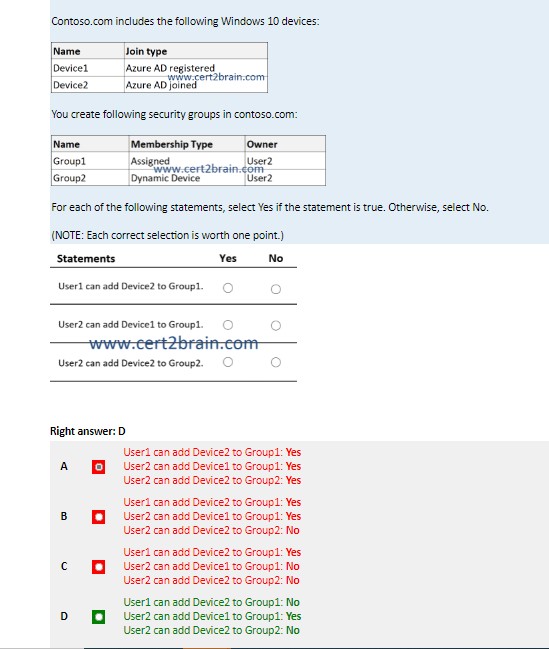 Contoso.com includes the following Windows 10 devices:
Name Join type
Device1 Azure AD registered
www.cert2brain.com
Device2 Azure AD joined
You create following security groups in contoso.com:
Name Membership Type Owner
Group1 Assigned User2
www.cert2brain.com
Group2 Dynamic Device User2
For each of the following statements, select Yes if the statement is true. Otherwise, select No.
(NOTE: Each correct selection is worth one point.)
Statements Yes No
User1 can add Device2 to Group1.
User2 can add Device1 to Group1.
www.cert2brain.com
User2 can add Device2 to Group2.
Right answer: D
User1 can add Device2 to Group1: Yes
A User2 can add Device1 to Group1: Yes
User2 can add Device2 to Group2: Yes
User1 can add Device2 to Group1: Yes
B User2 can add Device1 to Group1: Yes
User2 can add Device2 to Group2: No
User1 can add Device2 to Group1: Yes
C User2 can add Device1 to Group1: No
User2 can add Device2 to Group2: No
User1 can add Device2 to Group1: No
D User2 can add Device1 to Group1: Yes
User2 can add Device2 to Group2: No